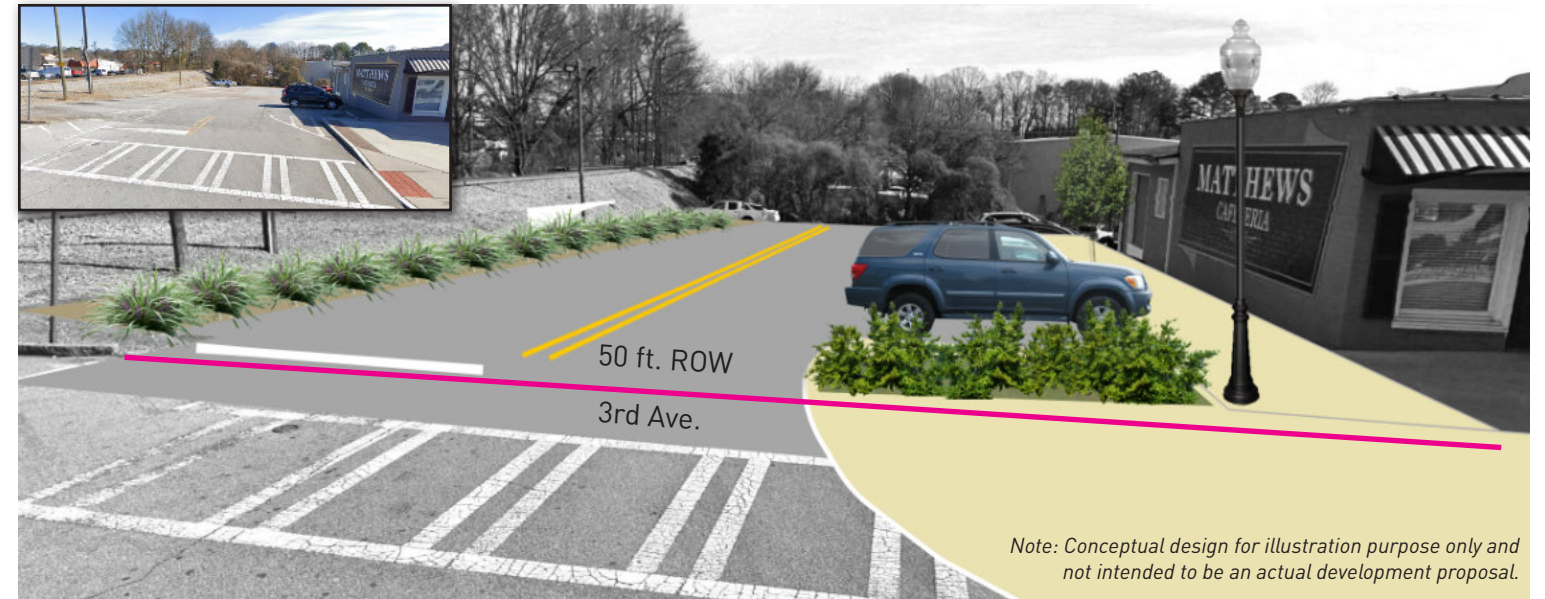 MATTHEWS
50 ft. ROW
3rd Ave.
MATTHEWS
CAFETERIA
Note: Conceptual design for illustration purpose only and
not intended to be an actual development proposal.